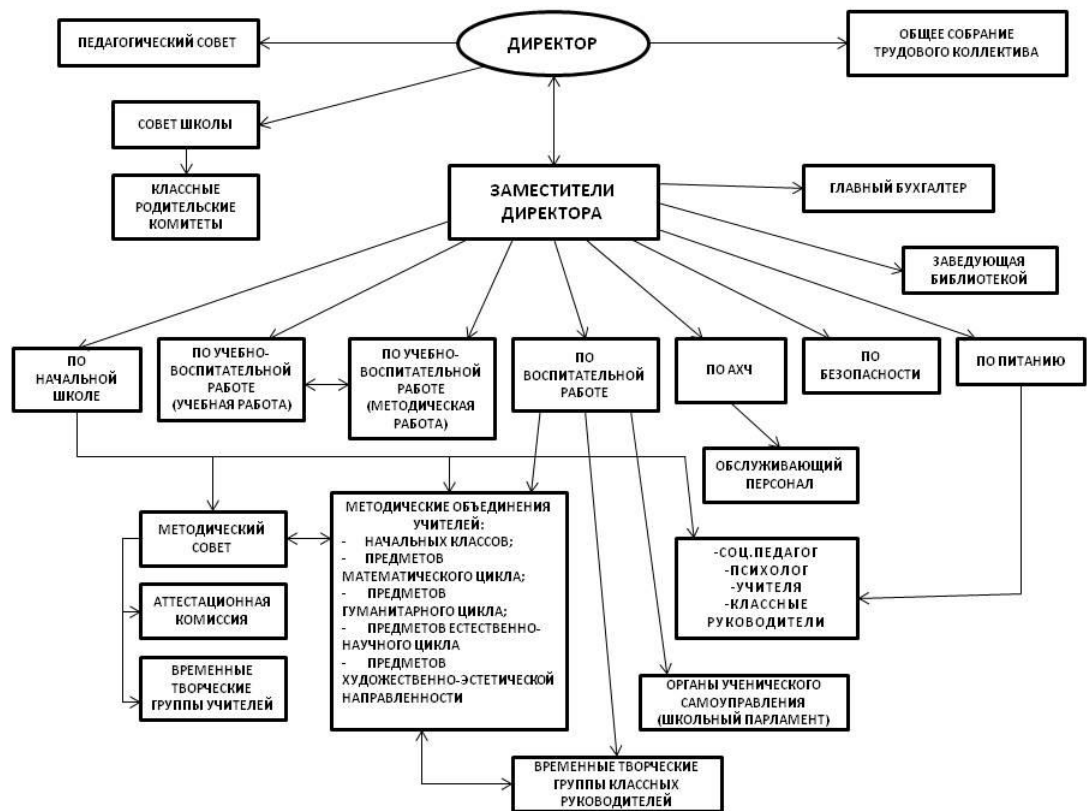 ПЕДАГОГИЧЕСКИЙ СОВЕТ
ДИРЕКТОР
ОБЩЕЕ СОБРАНИЕ
ТРУДОВОГО КОЛЛЕКТИВА
СОВЕТ ШКОЛЫ
КЛАССНЫЕ
РОДИТЕЛЬСКИЕ
КОМИТЕТЫ
ЗАМЕСТИТЕЛИ
ДИРЕКТОРА
ГЛАВНЫЙ БУХГАЛТЕР
ЗАВЕДУЮЩАЯ
БИБЛИОТЕКОЙ
ПО
НАЧАЛЬНОЙ
ШКОЛЕ
ПО УЧЕБНО-
ВОСПИТАТЕЛЬНОЙ
РАБОТЕ
(УЧЕБНАЯ РАБОТА)
ПО УЧЕБНО-
ВОСПИТАТЕЛЬНОЙ
РАБОТЕ
(МЕТОДИЧЕСКАЯ
РАБОТА)
ПО
ВОСПИТАТЕЛЬНОЙ
РАБОТЕ
ПО АХЧ
ПО
БЕЗОПАСНОСТИ
ПО ПИТАНИЮ
ОБСЛУЖИВАЮЩИЙ
ПЕРСОНАЛ
МЕТОДИЧЕСКИЙ
СОВЕТ
АТТЕСТАЦИОННАЯ
КОМИССИЯ
ВРЕМЕННЫЕ
ТВОРЧЕСКИЕ
ГРУППЫ УЧИТЕЛЕЙ
МЕТОДИЧЕСКИЕ ОБЪЕДИНЕНИЯ
УЧИТЕЛЕЙ:
- НАЧАЛЬНЫХ КЛАССОВ;
- ПРЕДМЕТОВ
МАТЕМАТИЧЕСКОГО ЦИКЛА;
- ПРЕДМЕТОВ
ГУМАНИТАРНОГО ЦИКЛА;
- ПРЕДМЕТОВ ЕСТЕСТВЕННО-
НАУЧНОГО ЦИКЛА
- ПРЕДМЕТОВ
ХУДОЖЕСТВЕННО-ЭСТЕТИЧЕСКОЙ
НАПРАВЛЕННОСТИ
-СОЦ.ПЕДАГОГ
-ПСИХОЛОГ
-УЧИТЕЛЯ
-КЛАССНЫЕ
РУКОВОДИТЕЛИ
ОРГАНЫ УЧЕНИЧЕСКОГО
САМОУПРАВЛЕНИЯ
(ШКОЛЬНЫЙ ПАРЛАМЕНТ)
ВРЕМЕННЫЕ ТВОРЧЕСКИЕ
ГРУППЫ КЛАССНЫХ
РУКОВОДИТЕЛЕЙ